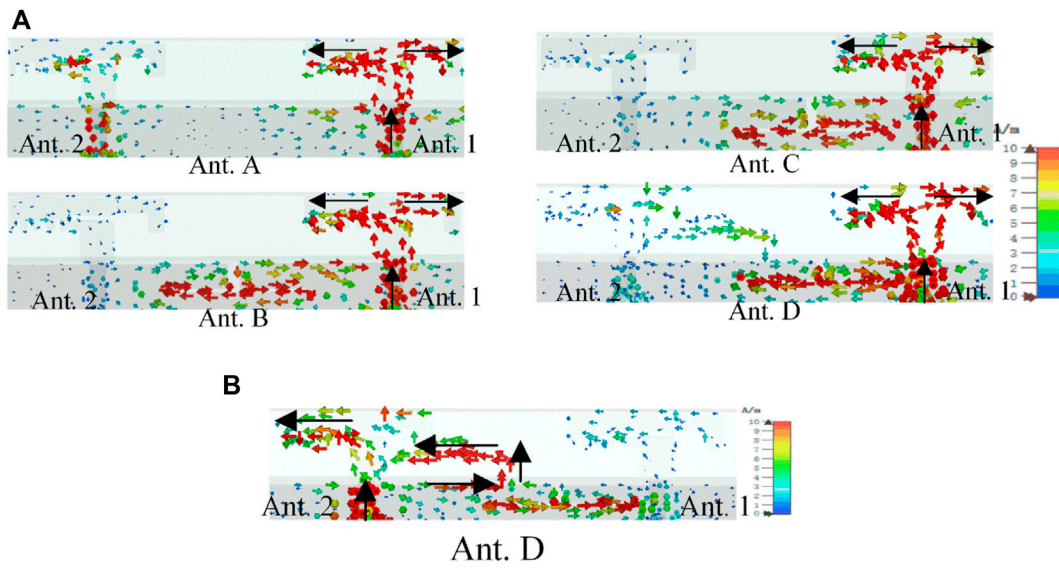 A
Ant. 2
Ant. 1
Ant. A
Ant. 2
Ant. 1
Ant. C
Ant. 2
Ant. 1
Ant. B
Ant. 2
Ant. 1
Ant. D
A/m
10
9
8
7
6
5
4
3
2
1
0
B
Ant. 2
Ant. 1
Ant. D
A/m
10
9
8
7
6
5
4
3
2
1
0